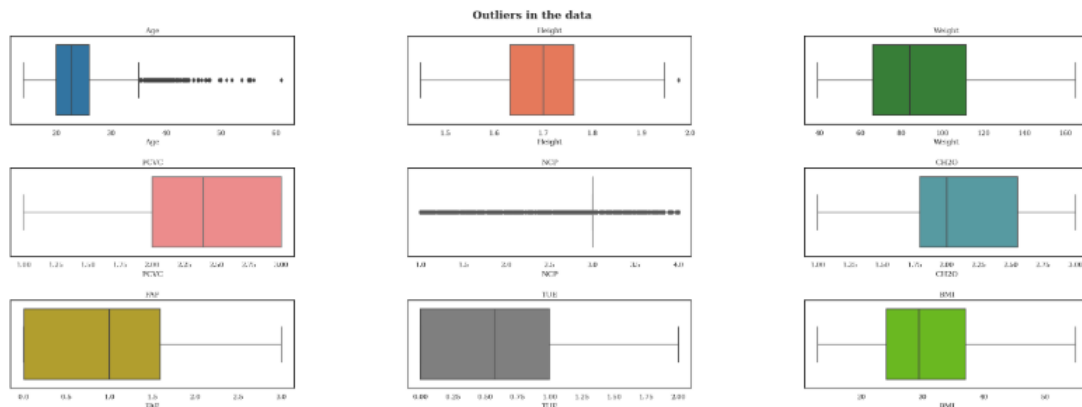 Outliers in the data
Age
Height
Weight
20 30 40 50 60
1.5 1.6 1.7 1.8 1.9 2.0
40 60 80 100 120 140 160
Age
Height
Weight
FCVC
NCP
CH2O
1.00 1.25 1.50 1.75 2.00 2.25 2.50 2.75 3.00
1.0 1.5 2.0 2.5 3.0 3.5 4.0
1.00 1.25 1.50 1.75 2.00 2.25 2.50 2.75 3.00
FCVC
NCP
CH2O
FAF
TUE
BMI
0.0 0.5 1.0 1.5 2.0 2.5 3.0
0.00 0.25 0.50 0.75 1.00 1.25 1.50 1.75 2.00
20 30 40 50
FAF
TUE
BMI